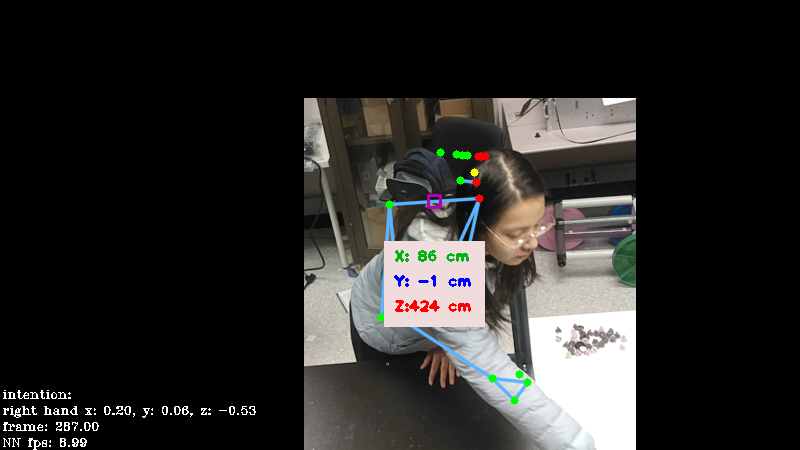 X: 86 cm
Y: -1 cm
Z:424 cm
intention:
right hand x: 0.20, y: 0.06, z: -0.53
frame: 287.00
NN fps: 8.99